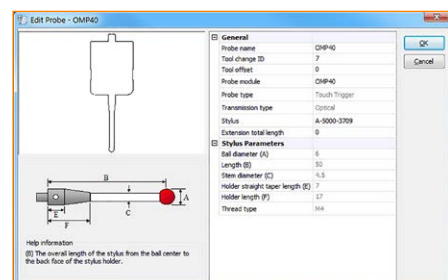 Edit Probe - OMP40
General
Probe name OMP40
Tool change ID 7
Tool offset 0
Probe module OMP40
Probe type Touch Trigger
Transmission type Optical
Stylus A-5000-3709
Extension total length 0
Stylus Parameters
Ball diameter (A) 6
Length (B) 50
Stem diameter (C) 4.5
Holder straight taper length (E) 7
Holder length (F) 17
Thread type M4
OK
Cancel
B
A
C
E
F
Help information
(B) The overall length of the stylus from the ball center to
the back face of the stylus holder.